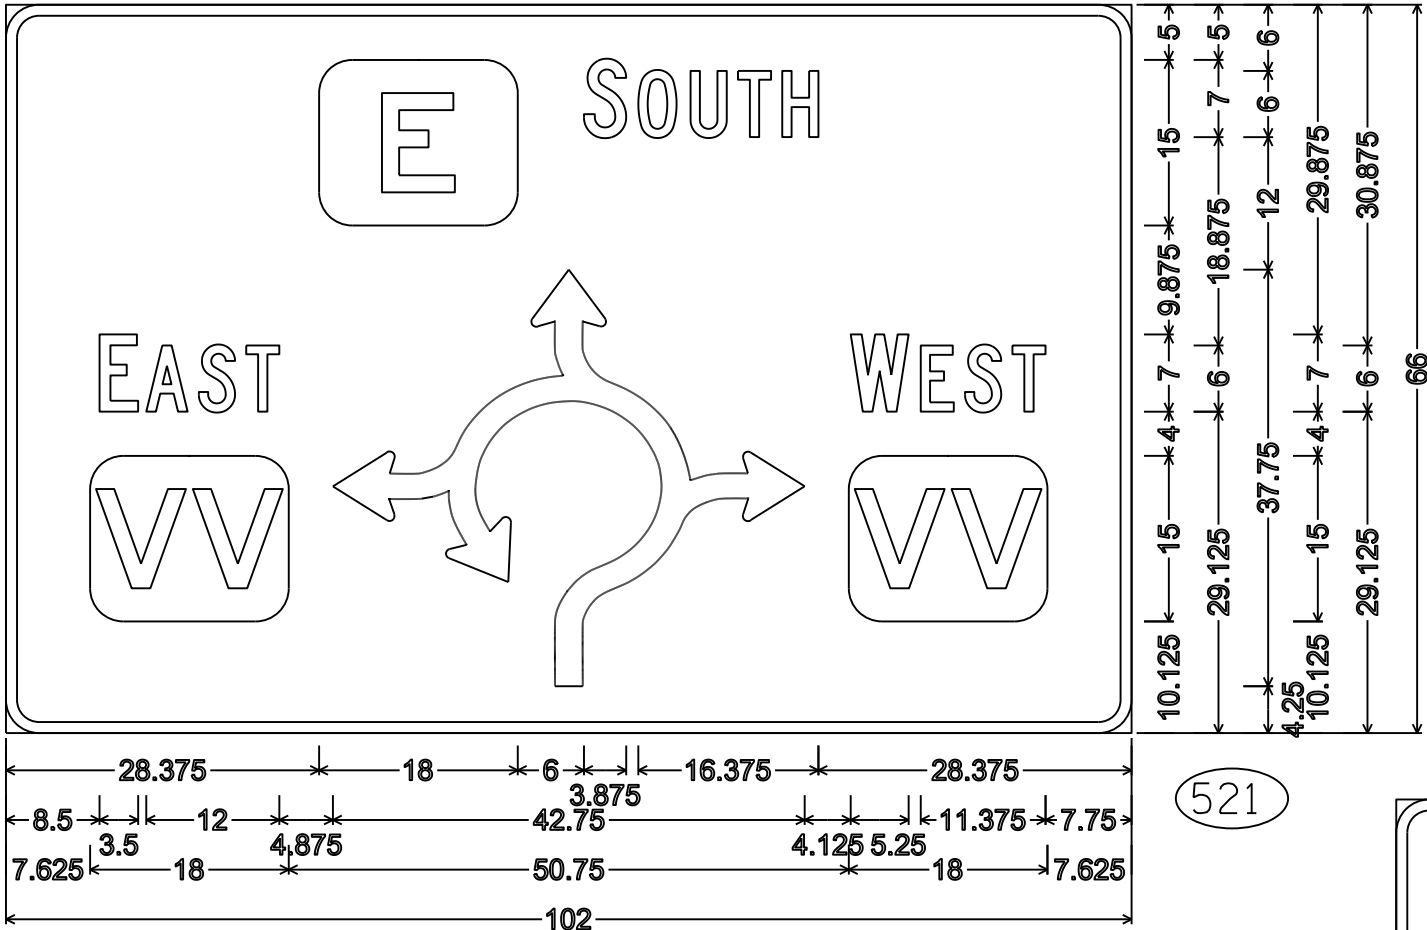 E SOUTH
EAST WEST
VV VV
28.375 18 6 3.875 16.375 28.375
8.5 3.5 12 4.875 42.75 4.125 5.25 11.375 7.75
7.625 18 50.75 18 7.625
102
5 15 9.875 7 4 15 10.125
5 7 18.875 6 29.125
6 6 12 37.75 4.25
29.875 7 4 15 10.125
30.875 6 29.125
66
521